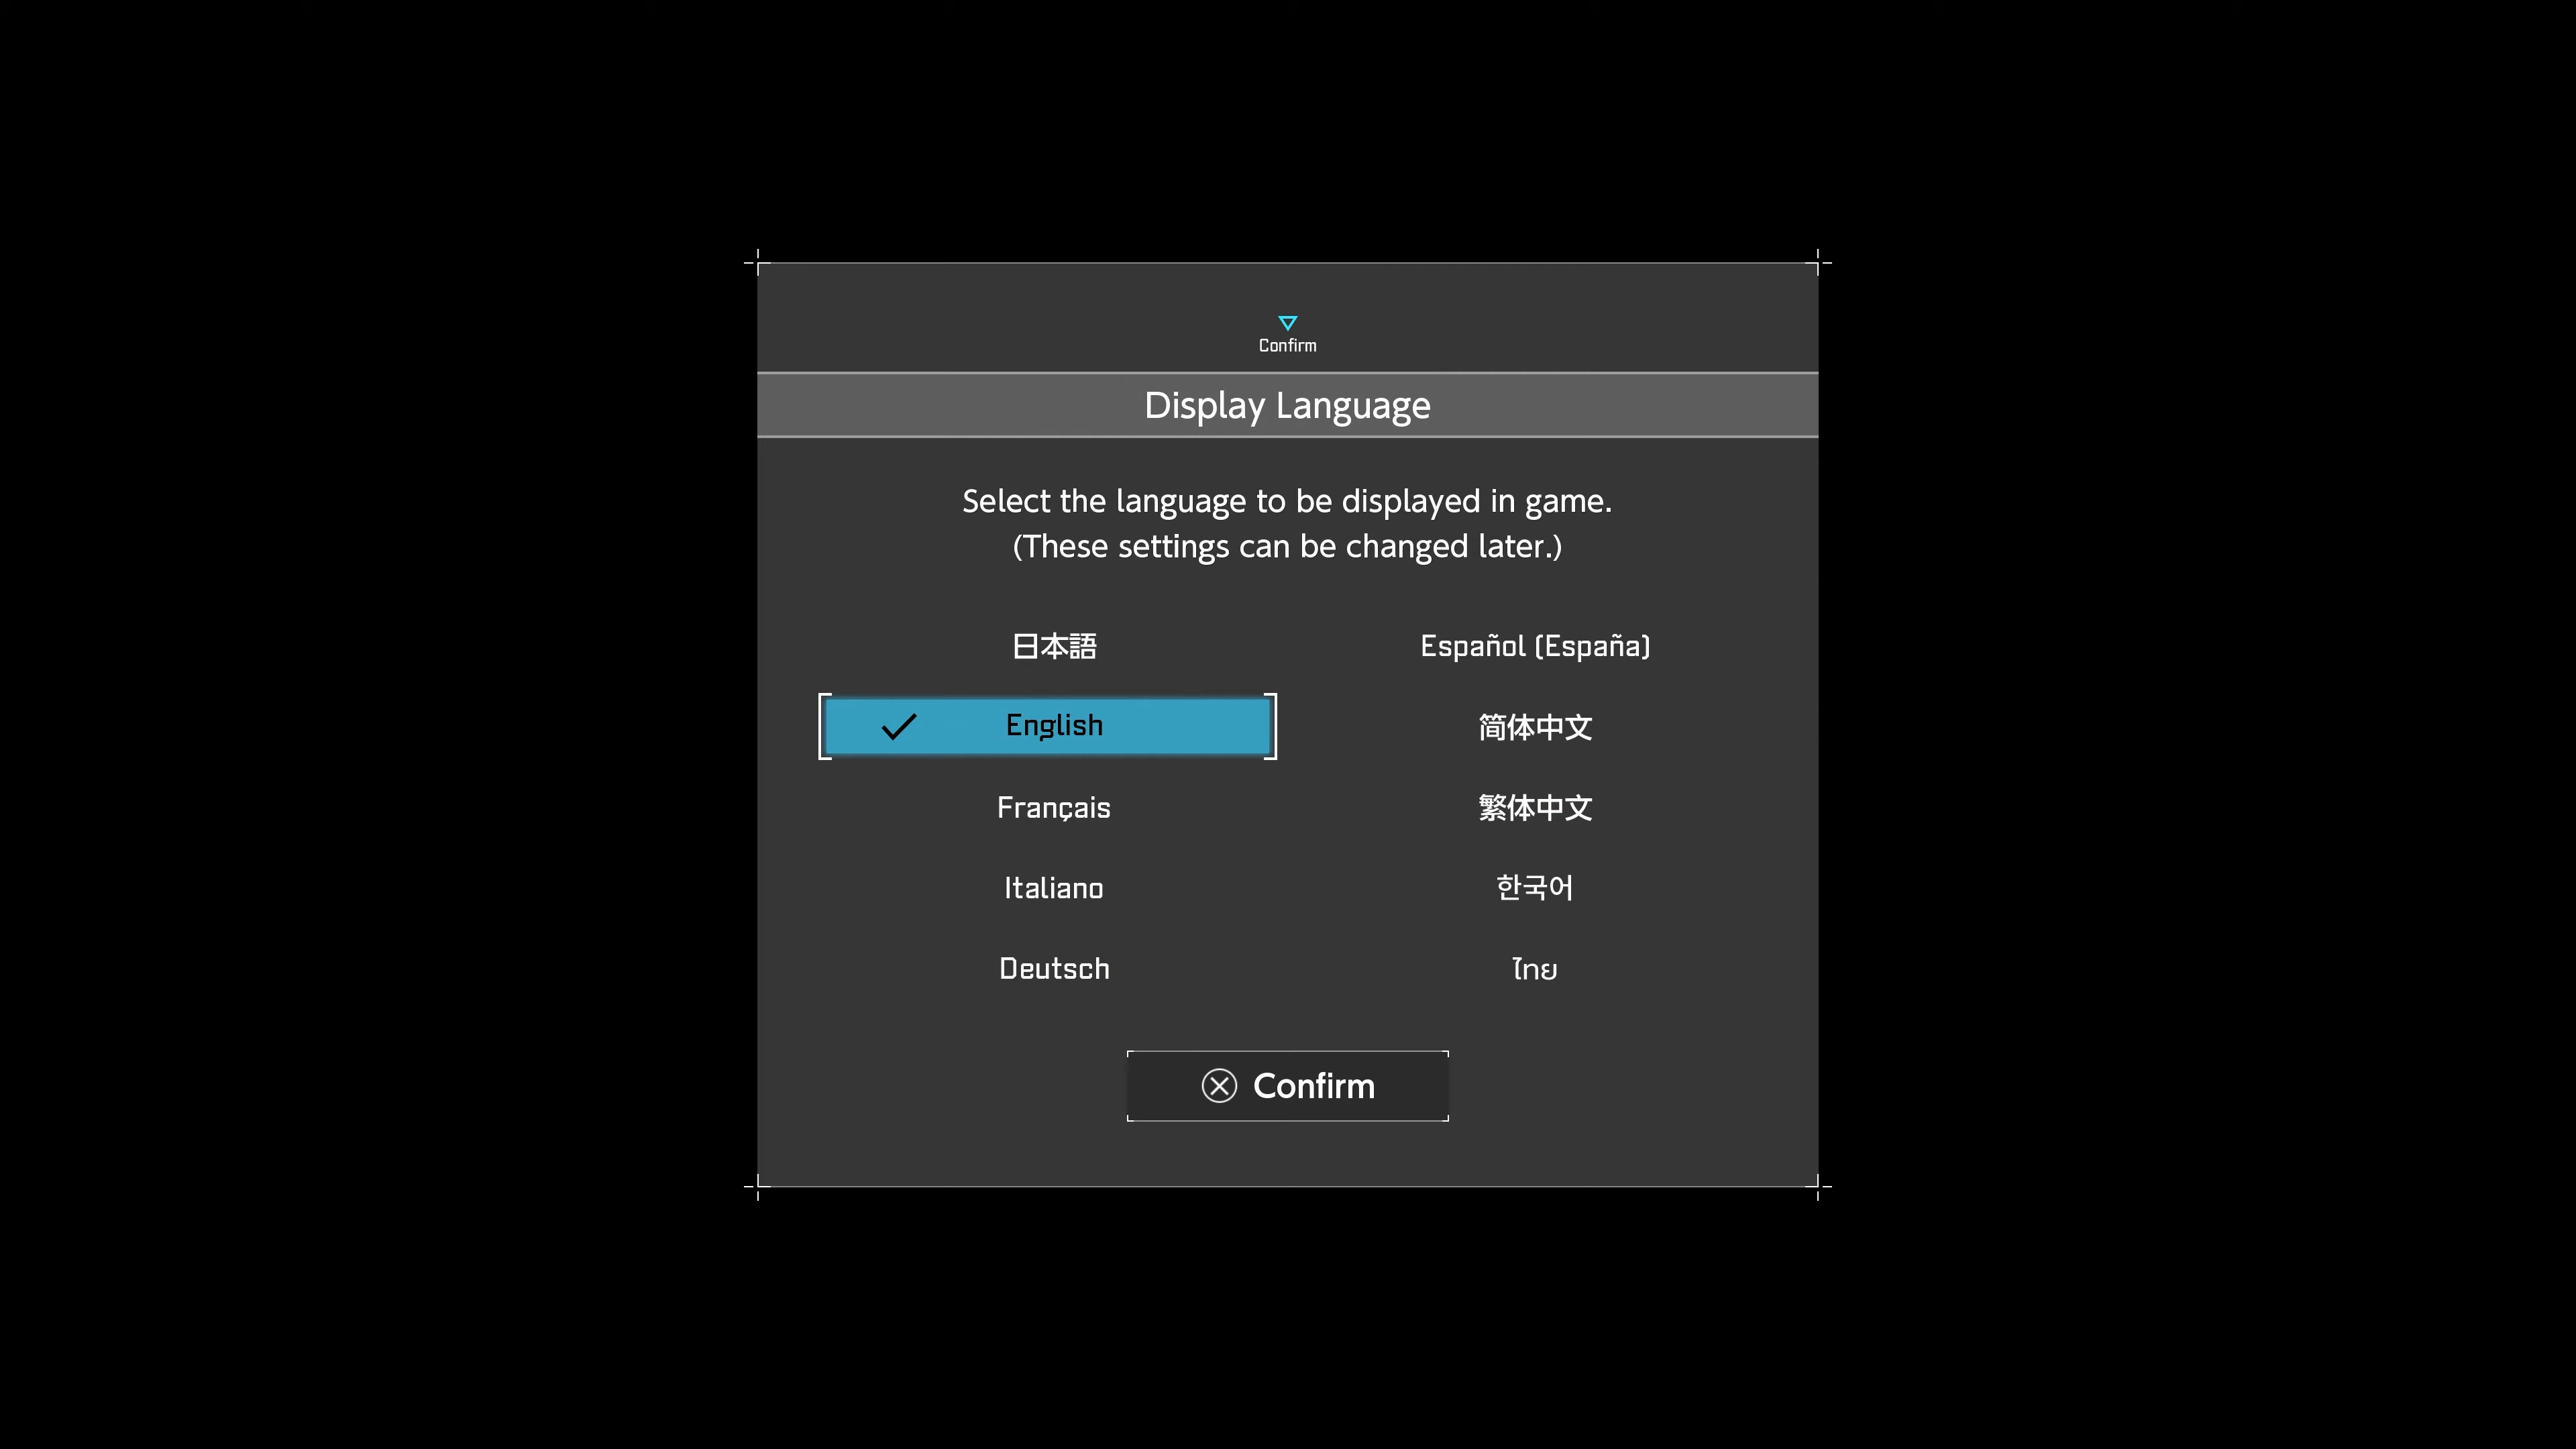 Confirm
Display Language
Select the language to be displayed in game.
(These settings can be changed later.)
日本語
English
Français
Italiano
Deutsch
Español (España)
简体中文
繁体中文
한국어
ไทย
Confirm